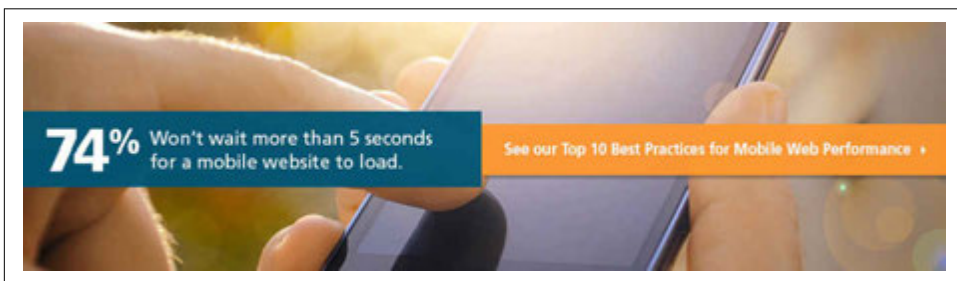 74% Won't wait more than 5 seconds
for a mobile website to load.
See our Top 10 Best Practices for Mobile Web Performance